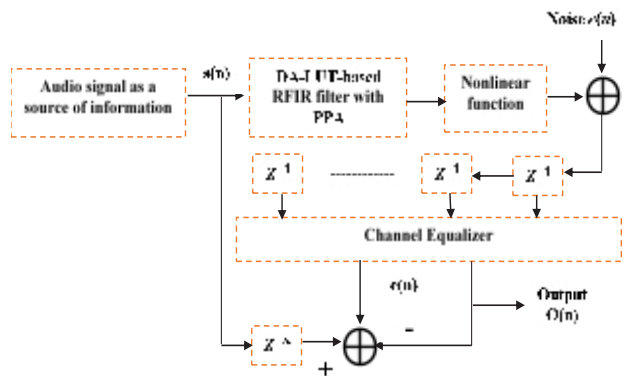 Noise e(n)
s(n)
Audio signal as a
source of information
DA-LUT-based
RFIR filter with
PPA
Nonlinear
function
Z⁻¹
-----------
Z⁻¹
Z⁻¹
Channel Equalizer
e(n)
Output
O(n)
-
Z
+